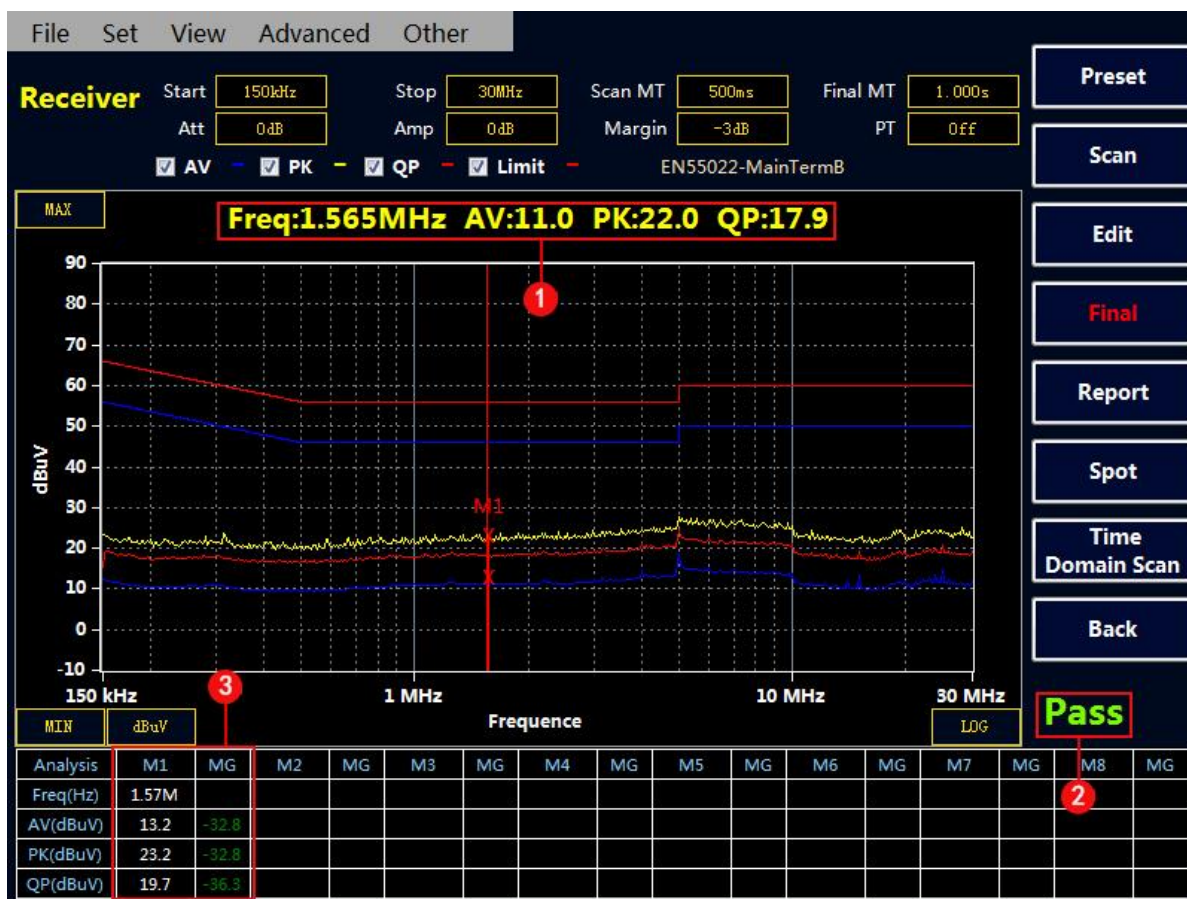 File Set View Advanced Other
Receiver Start 150kHz Stop 30MHz Scan MT 500ms Final MT 1.000s
Att 0dB Amp 0dB Margin -3dB PT Off
AV PK QP Limit EN55022-MainTermB
MAX
Freq:1.565MHz AV:11.0 PK:22.0 QP:17.9
1
90
80
70
60
50
40
30
20
10
0
-10
dBuV
M1
X
X
150 kHz 1 MHz 10 MHz 30 MHz
3
MIN dBuV Frequence LOG
Preset
Scan
Edit
Final
Report
Spot
Time
Domain Scan
Back
Pass
2
Analysis M1 MG M2 MG M3 MG M4 MG M5 MG M6 MG M7 MG M8 MG
Freq(Hz) 1.57M
AV(dBuV) 13.2 -32.8
PK(dBuV) 23.2 -32.8
QP(dBuV) 19.7 -36.3